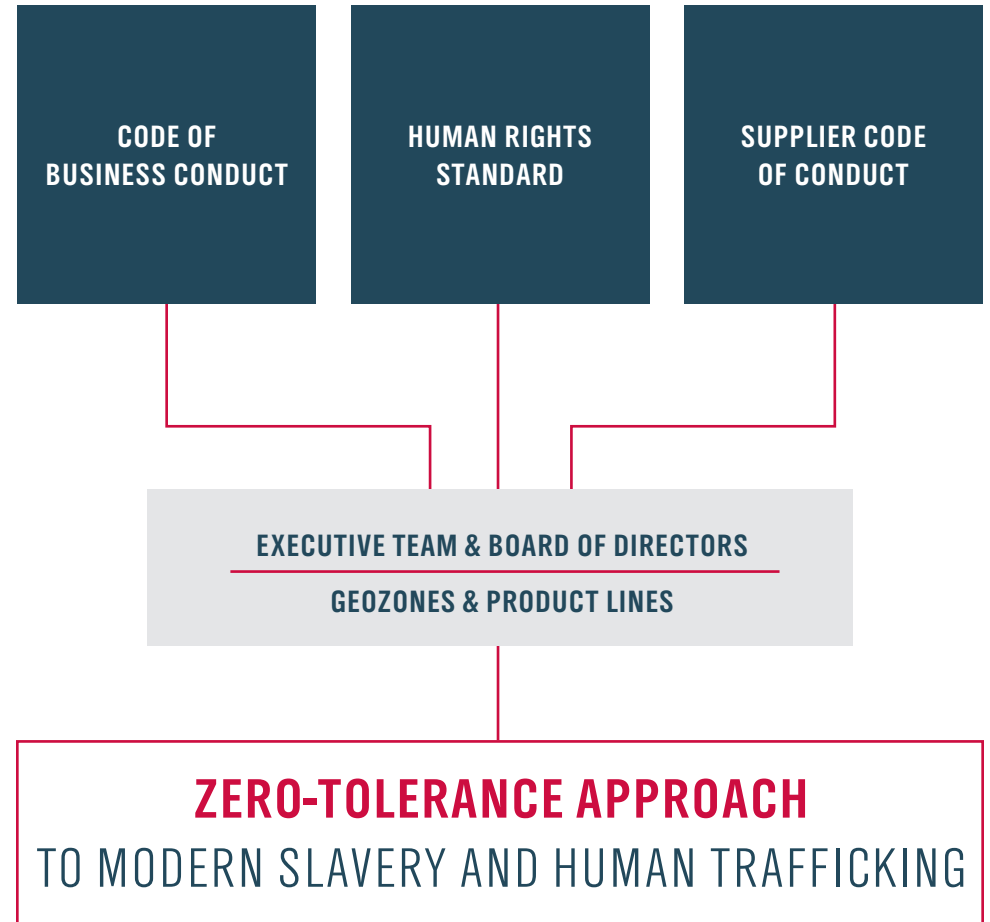 CODE OF
BUSINESS CONDUCT
HUMAN RIGHTS
STANDARD
SUPPLIER CODE
OF CONDUCT
EXECUTIVE TEAM & BOARD OF DIRECTORS
GEOZONES & PRODUCT LINES
ZERO-TOLERANCE APPROACH
TO MODERN SLAVERY AND HUMAN TRAFFICKING